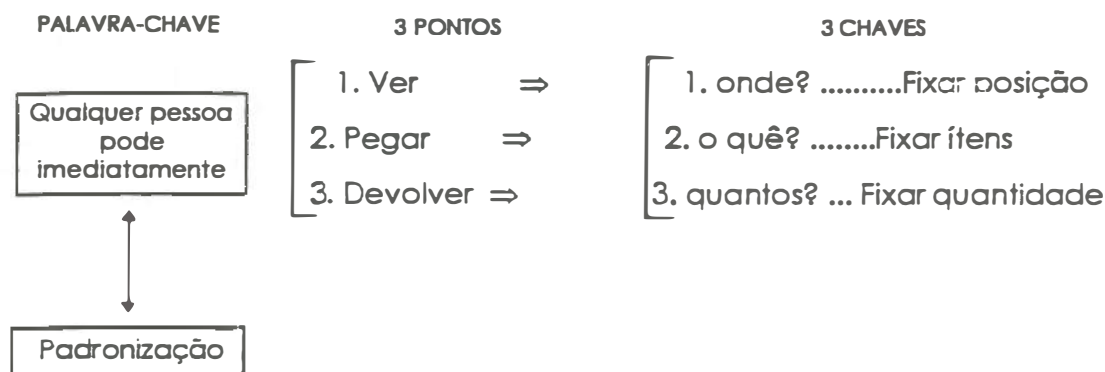 PALAVRA-CHAVE 3 PONTOS 3 CHAVES
Qualquer pessoa
pode
imediatamente
1. Ver ⇒
2. Pegar ⇒
3. Devolver ⇒
1. onde? ..........Fixar posição
2. o quê? ........Fixar ítens
3. quantos? ... Fixar quantidade
Padronização